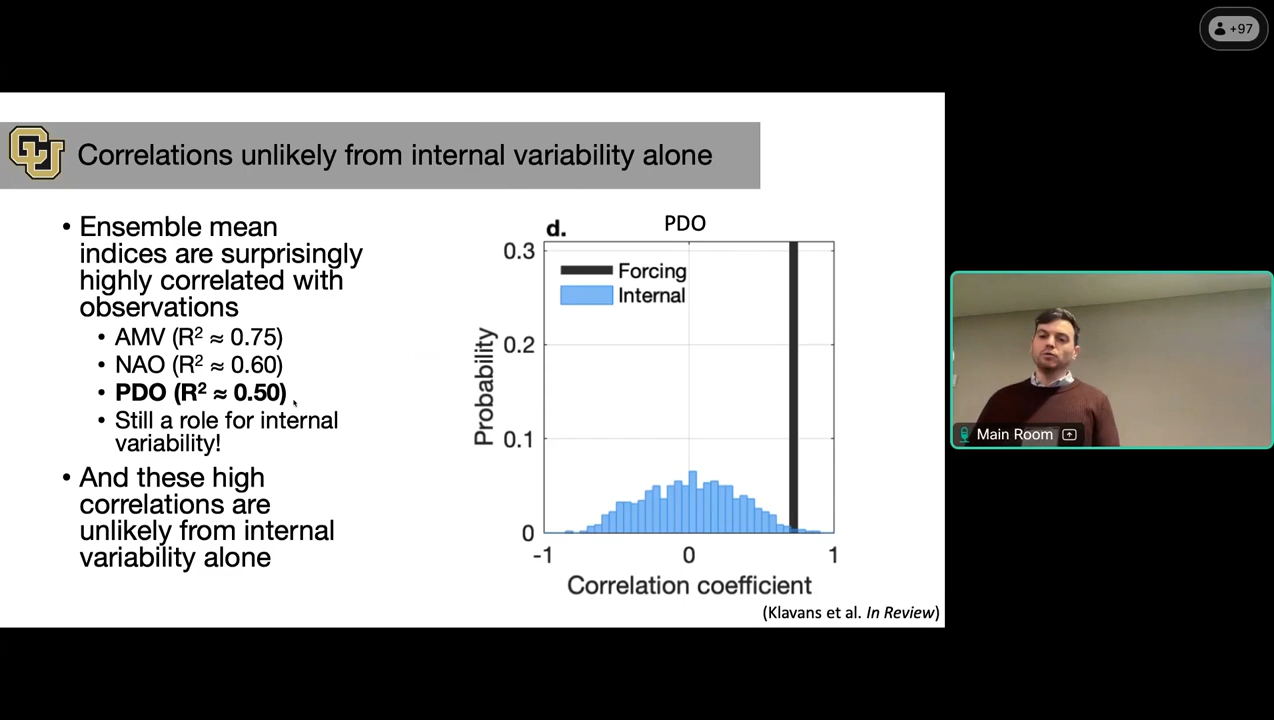 +97
CU
Correlations unlikely from internal variability alone
• Ensemble mean
indices are surprisingly
highly correlated with
observations
• AMV (R² ≈ 0.75)
• NAO (R² ≈ 0.60)
• PDO (R² ≈ 0.50)
• Still a role for internal
variability!
• And these high
correlations are
unlikely from internal
variability alone
d.
PDO
Forcing
Internal
Probability
0.3
0.2
0.1
0
-1
0
1
Correlation coefficient
(Klavans et al. In Review)
Main Room